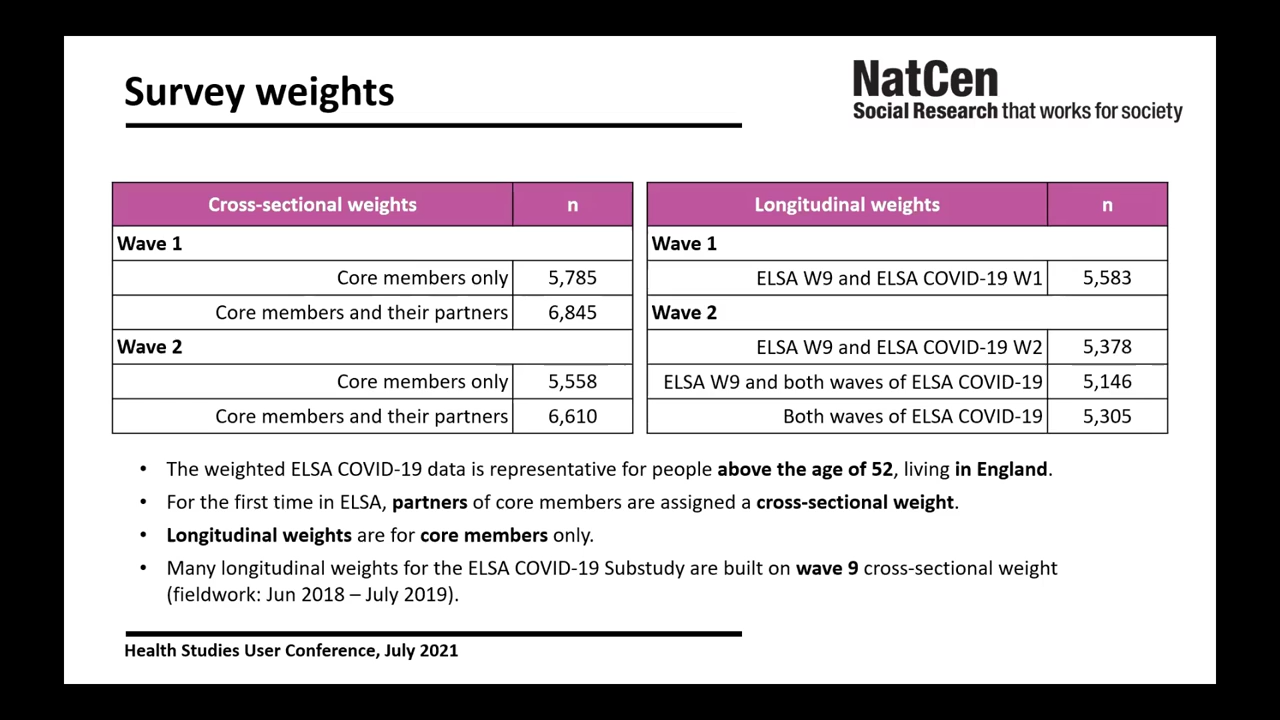 Survey weights
NatCen
Social Research that works for society
Cross-sectional weights n
Wave 1
Core members only 5,785
Core members and their partners 6,845
Wave 2
Core members only 5,558
Core members and their partners 6,610
Longitudinal weights n
Wave 1
ELSA W9 and ELSA COVID-19 W1 5,583
Wave 2
ELSA W9 and ELSA COVID-19 W2 5,378
ELSA W9 and both waves of ELSA COVID-19 5,146
Both waves of ELSA COVID-19 5,305
• The weighted ELSA COVID-19 data is representative for people above the age of 52, living in England.
• For the first time in ELSA, partners of core members are assigned a cross-sectional weight.
• Longitudinal weights are for core members only.
• Many longitudinal weights for the ELSA COVID-19 Substudy are built on wave 9 cross-sectional weight
(fieldwork: Jun 2018 – July 2019).
Health Studies User Conference, July 2021